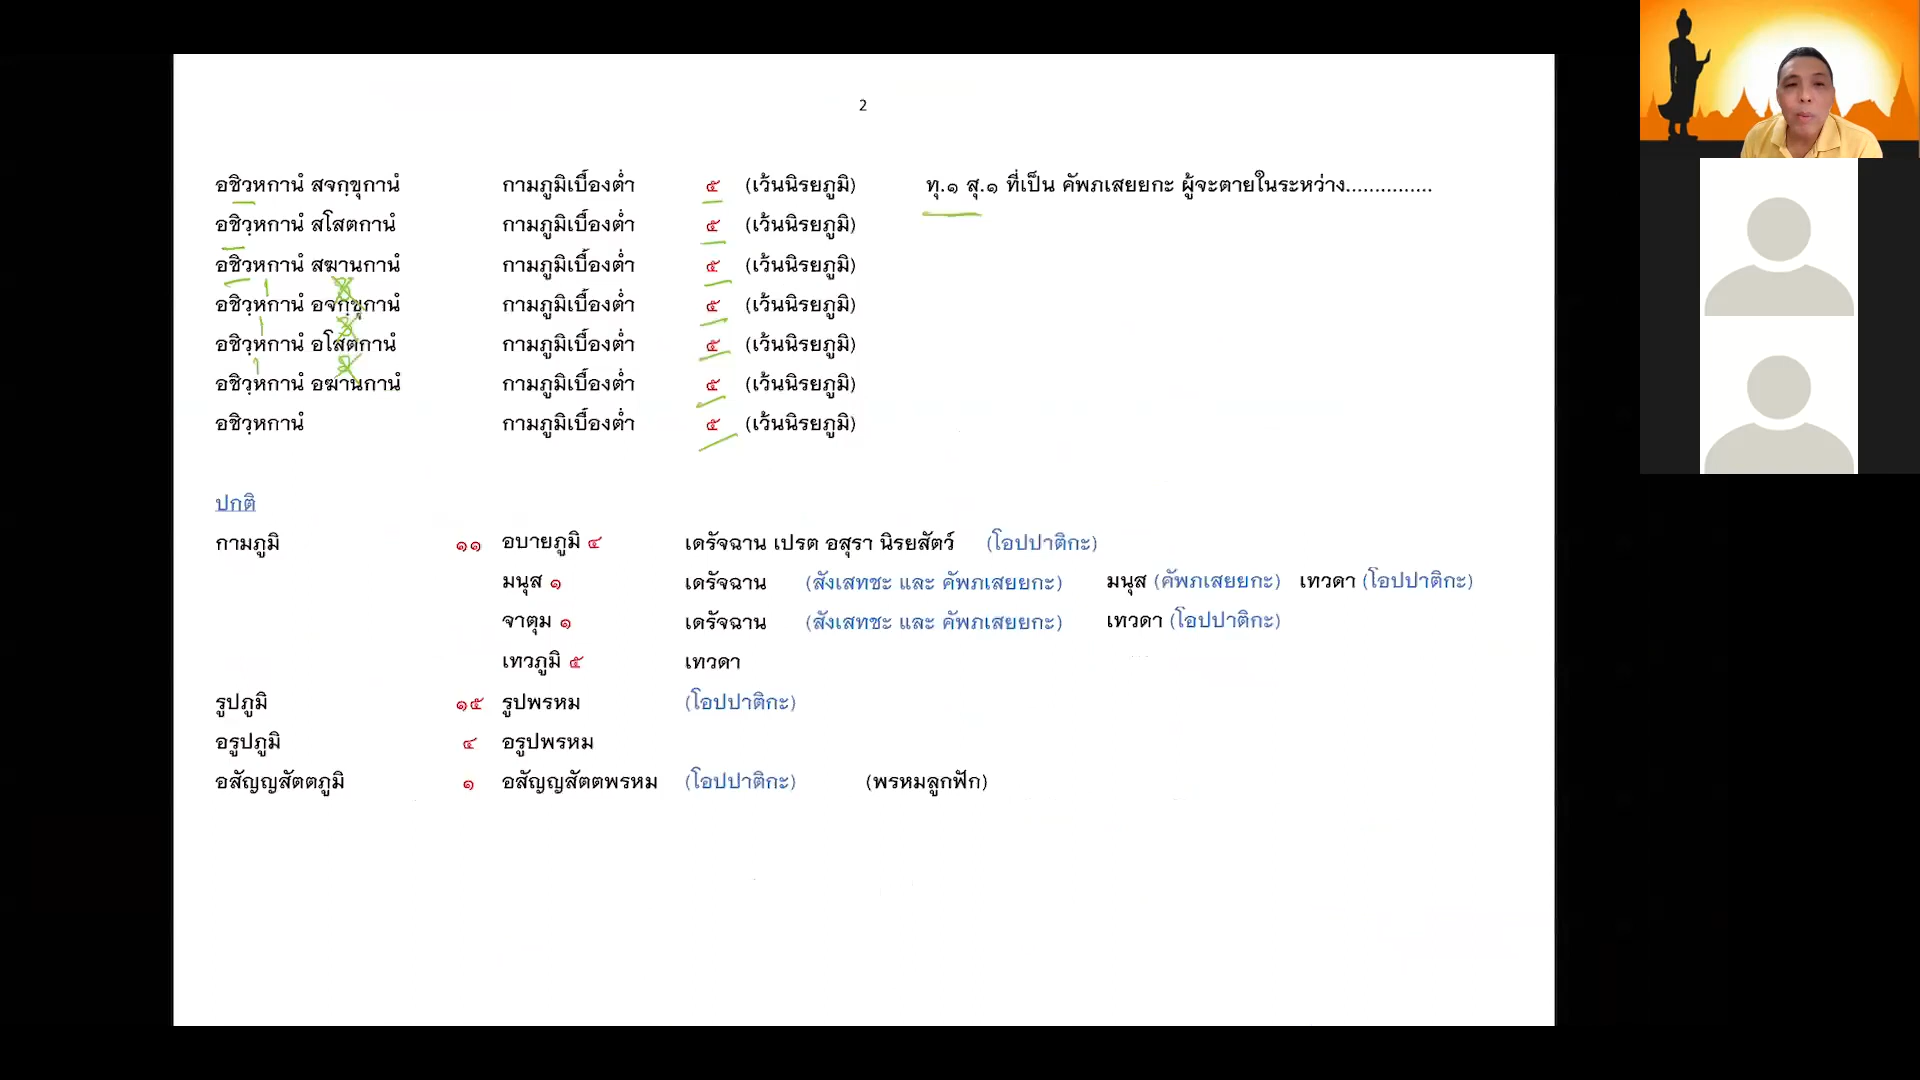 2
อชิวฺหกานํ สจกฺขุกานํ กามภูมิเบื้องต่ำ ๕ (เว้นนิรยภูมิ) ทุ.๑ สุ.๑ ที่เป็น คัพภเสยยกะ ผู้จะตายในระหว่าง...............
อชิวฺหกานํ สโสตกานํ กามภูมิเบื้องต่ำ ๕ (เว้นนิรยภูมิ)
อชิวฺหกานํ สฆานกานํ กามภูมิเบื้องต่ำ ๕ (เว้นนิรยภูมิ)
อชิวฺหกานํ อจกฺขุกานํ กามภูมิเบื้องต่ำ ๕ (เว้นนิรยภูมิ)
อชิวฺหกานํ อโสตกานํ กามภูมิเบื้องต่ำ ๕ (เว้นนิรยภูมิ)
อชิวฺหกานํ อฆานกานํ กามภูมิเบื้องต่ำ ๕ (เว้นนิรยภูมิ)
อชิวฺหกานํ กามภูมิเบื้องต่ำ ๕ (เว้นนิรยภูมิ)
ปกติ
กามภูมิ ๑๑ อบายภูมิ ๔ เดรัจฉาน เปรต อสุรา นิรยสัตว์ (โอปปาติกะ)
มนุส ๑ เดรัจฉาน (สังเสทชะ และ คัพภเสยยกะ) มนุส (คัพภเสยยกะ) เทวดา (โอปปาติกะ)
จาตุม ๑ เดรัจฉาน (สังเสทชะ และ คัพภเสยยกะ) เทวดา (โอปปาติกะ)
เทวภูมิ ๕ เทวดา
รูปภูมิ ๑๕ รูปพรหม (โอปปาติกะ)
อรูปภูมิ ๔ อรูปพรหม
อสัญญสัตตภูมิ ๑ อสัญญสัตตพรหม (โอปปาติกะ) (พรหมลูกฟัก)